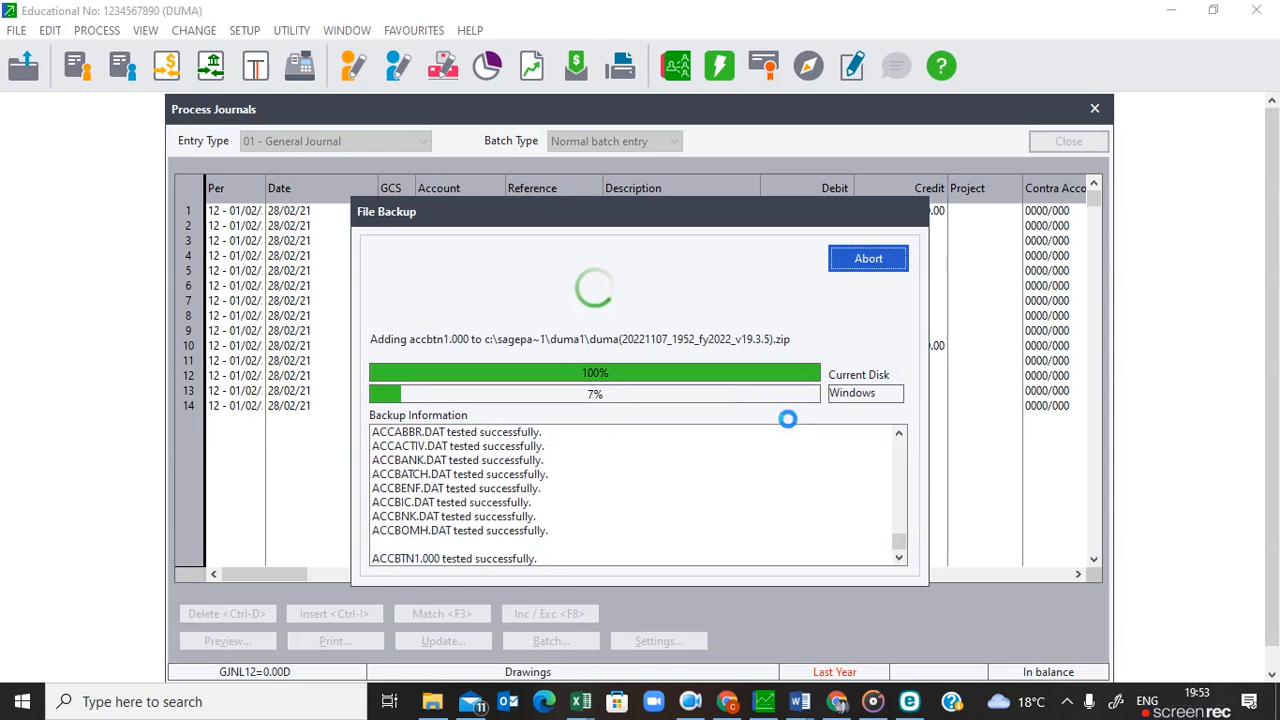 Educational No: 1234567890 (DUMA)
FILE EDIT PROCESS VIEW CHANGE SETUP UTILITY WINDOW FAVOURITES HELP
Process Journals
Entry Type 01 - General Journal Batch Type Normal batch entry Close
Per Date GCS Account Reference Description Debit Credit Project Contra Acco
1 12 - 01/02/ 28/02/21 0.00 0000/000
2 12 - 01/02/ 28/02/21 0000/000
3 12 - 01/02/ 28/02/21 0000/000
4 12 - 01/02/ 28/02/21 0000/000
5 12 - 01/02/ 28/02/21 0000/000
6 12 - 01/02/ 28/02/21 0000/000
7 12 - 01/02/ 28/02/21 0000/000
8 12 - 01/02/ 28/02/21 0000/000
9 12 - 01/02/ 28/02/21 0000/000
10 12 - 01/02/ 28/02/21 0.00 0000/000
11 12 - 01/02/ 28/02/21 0000/000
12 12 - 01/02/ 28/02/21 0000/000
13 12 - 01/02/ 28/02/21 0000/000
14 12 - 01/02/ 28/02/21 0000/000
File Backup
Abort
Adding accbtn1.000 to c:\sagepa~1\duma1\duma(20221107_1952_fy2022_v19.3.5).zip
100% Current Disk
7% Windows
Backup Information
ACCABBR.DAT tested successfully.
ACCACTIV.DAT tested successfully.
ACCBANK.DAT tested successfully.
ACCBATCH.DAT tested successfully.
ACCBENF.DAT tested successfully.
ACCBIC.DAT tested successfully.
ACCBNK.DAT tested successfully.
ACCBOMH.DAT tested successfully.
ACCBTN1.000 tested successfully.
Delete <Ctrl-D> Insert <Ctrl-I> Match <F3> Inc / Exc <F8>
Preview... Print... Update... Batch... Settings...
GJNL12=0.00D Drawings Last Year In balance
Type here to search 11 18°C ENG 19:53
screenrec